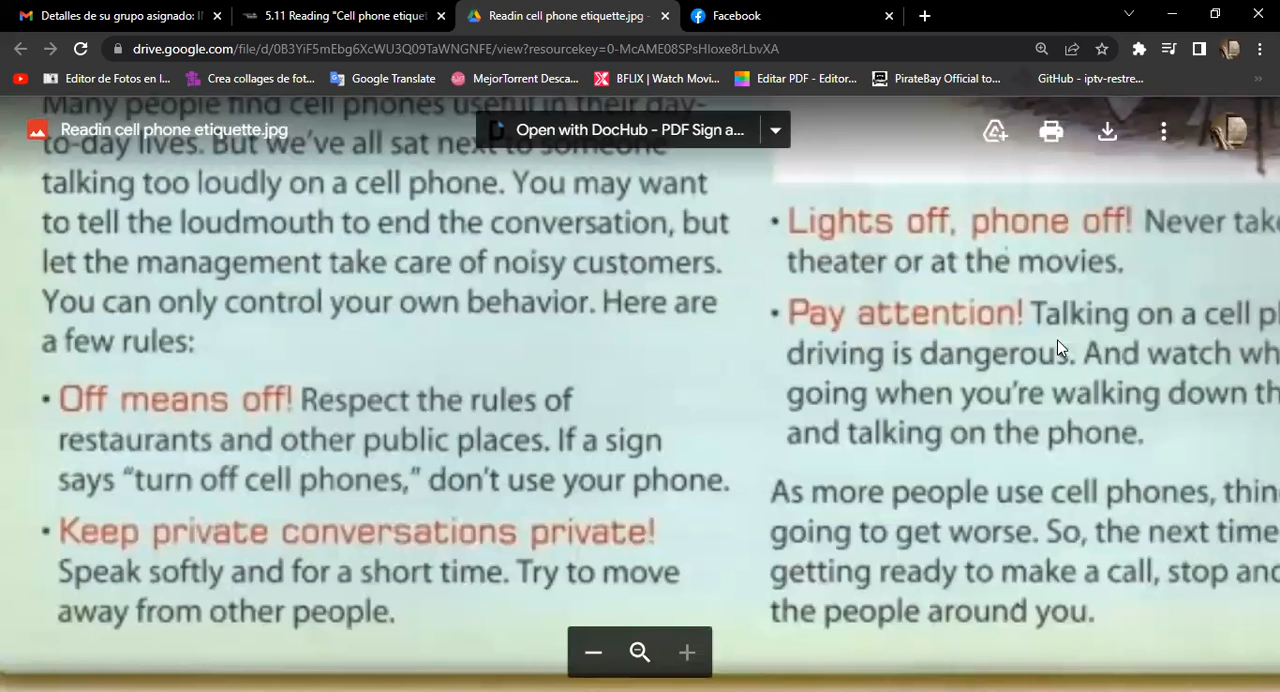 Detalles de su grupo asignado: I
5.11 Reading "Cell phone etiquet
Readin cell phone etiquette.jpg -
Facebook
drive.google.com/file/d/0B3YiF5mEbg6XcWU3Q09TaWNGNFE/view?resourcekey=0-McAME08SPsHloxe8rLbvXA
Editor de Fotos en l...
Crea collages de fot...
Google Translate
MejorTorrent Desca...
BFLIX | Watch Movi...
Editar PDF - Editor...
PirateBay Official to...
GitHub - iptv-restre...
Readin cell phone etiquette.jpg
Open with DocHub - PDF Sign a...
Many people find cell phones useful in their day-
to-day lives. But we've all sat next to someone
talking too loudly on a cell phone. You may want
to tell the loudmouth to end the conversation, but
let the management take care of noisy customers.
You can only control your own behavior. Here are
a few rules:
• Off means off! Respect the rules of
restaurants and other public places. If a sign
says “turn off cell phones,” don't use your phone.
• Keep private conversations private!
Speak softly and for a short time. Try to move
away from other people.
• Lights off, phone off! Never take
theater or at the movies.
• Pay attention! Talking on a cell p
driving is dangerous. And watch wh
going when you're walking down th
and talking on the phone.
As more people use cell phones, thin
going to get worse. So, the next time
getting ready to make a call, stop and
the people around you.